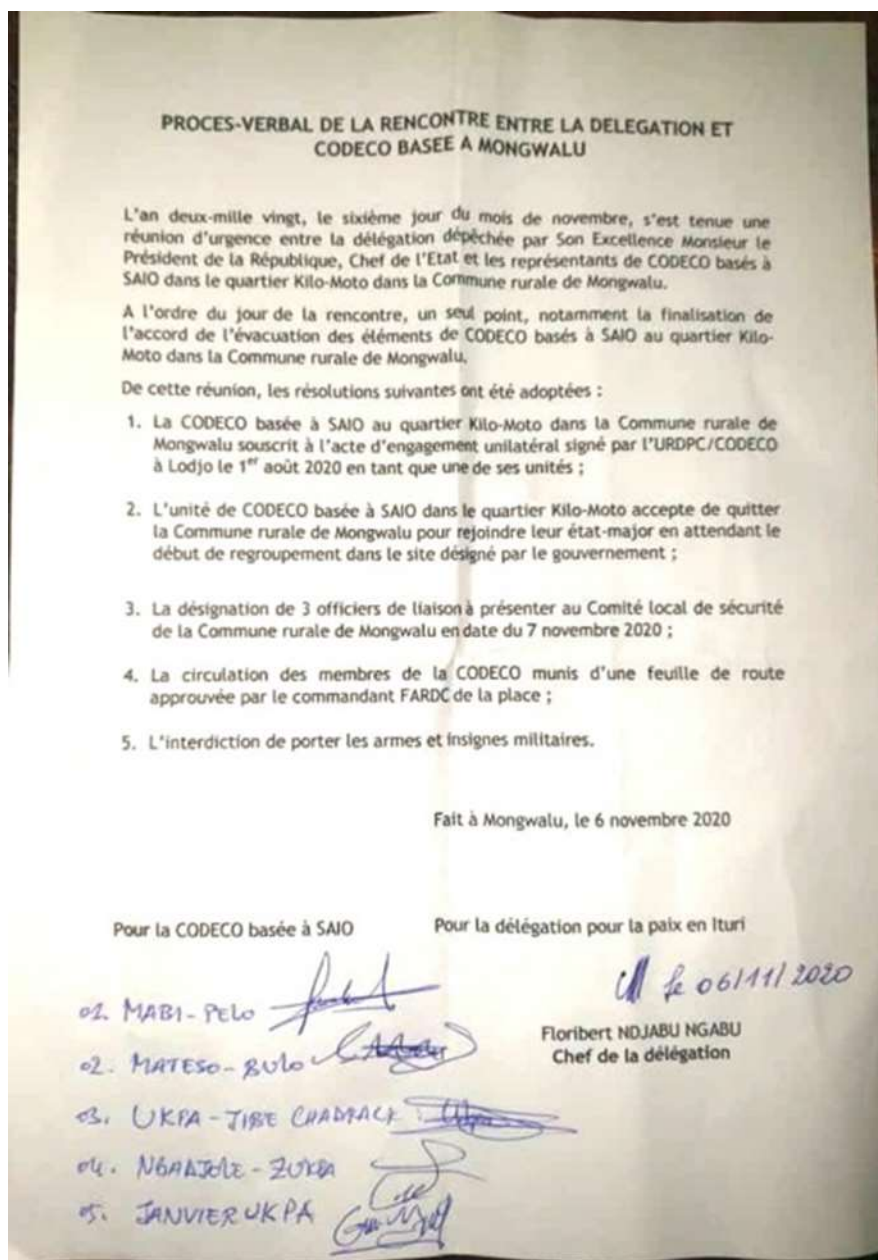 PROCES-VERBAL DE LA RENCONTRE ENTRE LA DELEGATION ET
CODECO BASEE A MONGWALU
L'an deux-mille vingt, le sixième jour du mois de novembre, s'est tenue une
réunion d'urgence entre la délégation dépêchée par Son Excellence Monsieur le
Président de la République, Chef de l'Etat et les représentants de CODECO basés à
SAIO dans le quartier Kilo-Moto dans la Commune rurale de Mongwalu.
A l'ordre du jour de la rencontre, un seul point, notamment la finalisation de
l'accord de l'évacuation des éléments de CODECO basés à SAIO au quartier Kilo-
Moto dans la Commune rurale de Mongwalu.
De cette réunion, les résolutions suivantes ont été adoptées :
1. La CODECO basée à SAIO au quartier Kilo-Moto dans la Commune rurale de
Mongwalu souscrit à l'acte d'engagement unilatéral signé par l'URDPC/CODECO
à Lodjo le 1er août 2020 en tant que une de ses unités ;
2. L'unité de CODECO basée à SAIO dans le quartier Kilo-Moto accepte de quitter
la Commune rurale de Mongwalu pour rejoindre leur état-major en attendant le
début de regroupement dans le site désigné par le gouvernement ;
3. La désignation de 3 officiers de liaison à présenter au Comité local de sécurité
de la Commune rurale de Mongwalu en date du 7 novembre 2020 ;
4. La circulation des membres de la CODECO munis d'une feuille de route
approuvée par le commandant FARDC de la place ;
5. L'interdiction de porter les armes et insignes militaires.
Fait à Mongwalu, le 6 novembre 2020
Pour la CODECO basée à SAIO
Pour la délégation pour la paix en Ituri
le 06/11/2020
Floribert NDJABU NGABU
Chef de la délégation
01. MABI-PELO
02. MATESO-BULO
03. UKPA-JIBE
04.
05. JANVIER UKPA